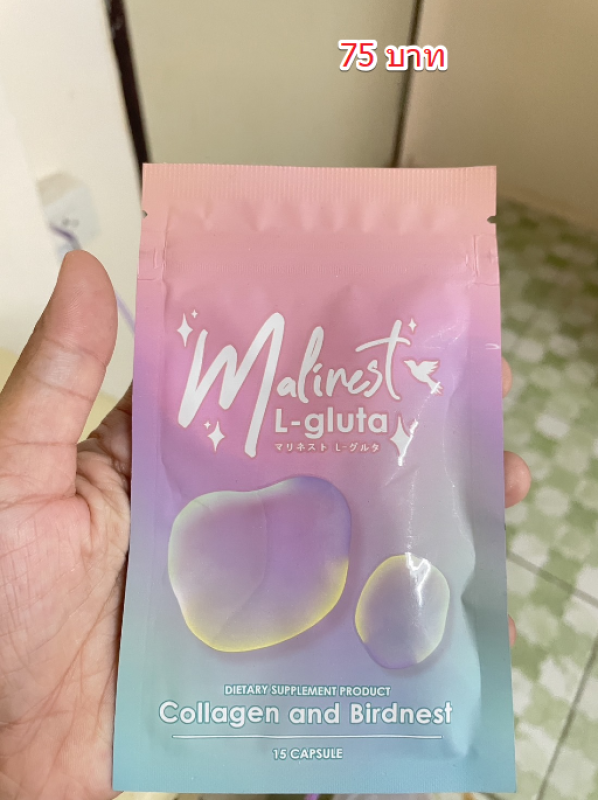 75 บาท
Malinest
L-gluta
マリネスト L-グルタ
DIETARY SUPPLEMENT PRODUCT
Collagen and Birdnest
15 CAPSULE